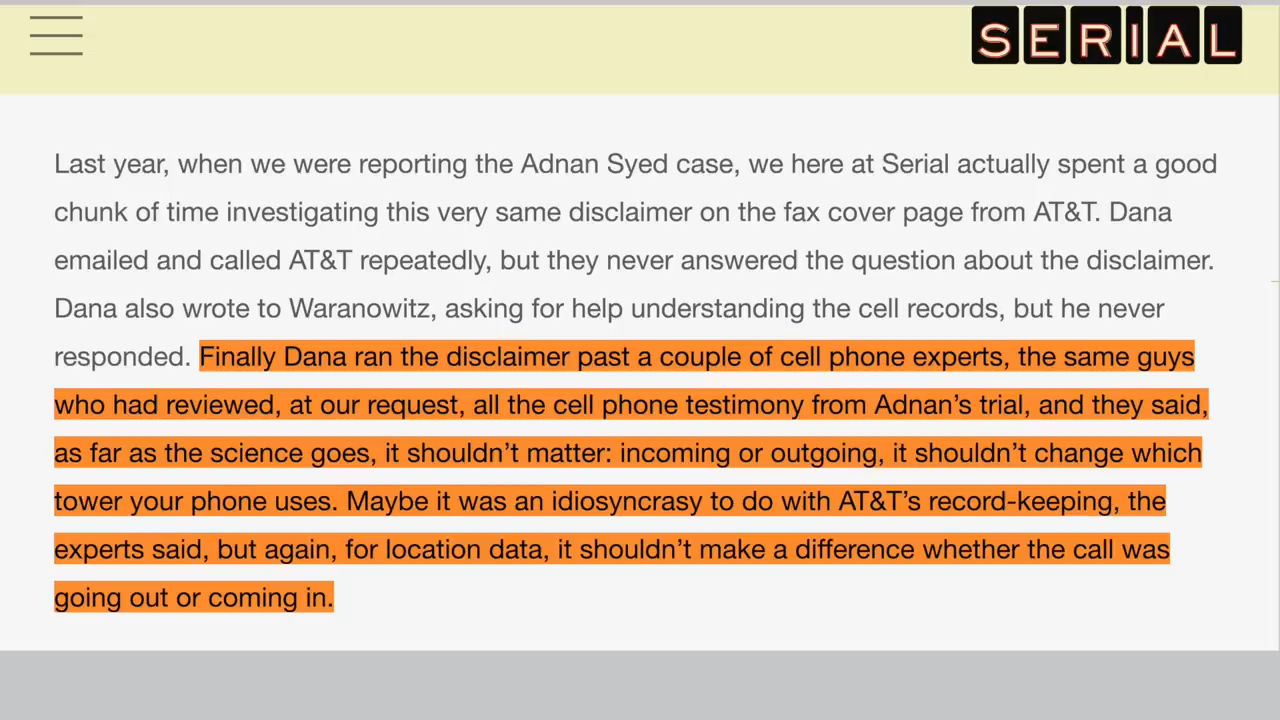 SERIAL
Last year, when we were reporting the Adnan Syed case, we here at Serial actually spent a good
chunk of time investigating this very same disclaimer on the fax cover page from AT&T. Dana
emailed and called AT&T repeatedly, but they never answered the question about the disclaimer.
Dana also wrote to Waranowitz, asking for help understanding the cell records, but he never
responded. Finally Dana ran the disclaimer past a couple of cell phone experts, the same guys
who had reviewed, at our request, all the cell phone testimony from Adnan’s trial, and they said,
as far as the science goes, it shouldn’t matter: incoming or outgoing, it shouldn’t change which
tower your phone uses. Maybe it was an idiosyncrasy to do with AT&T’s record-keeping, the
experts said, but again, for location data, it shouldn’t make a difference whether the call was
going out or coming in.